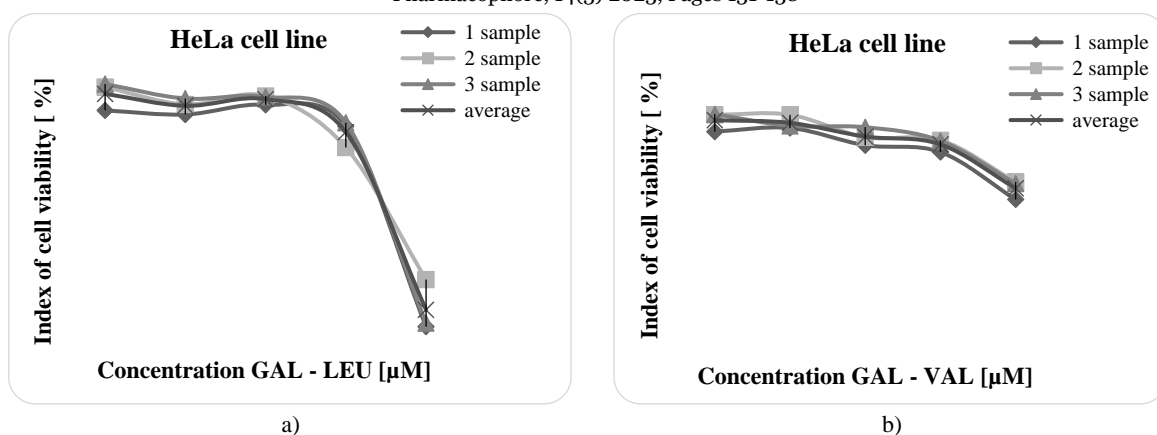 Pharmacophore, 14(3) 2023, Pages 131-138
HeLa cell line
1 sample
2 sample
3 sample
average
Index of cell viability [ %]
Concentration GAL - LEU [µM]
a)
HeLa cell line
1 sample
2 sample
3 sample
average
Index of cell viability [ %]
Concentration GAL - VAL [µM]
b)